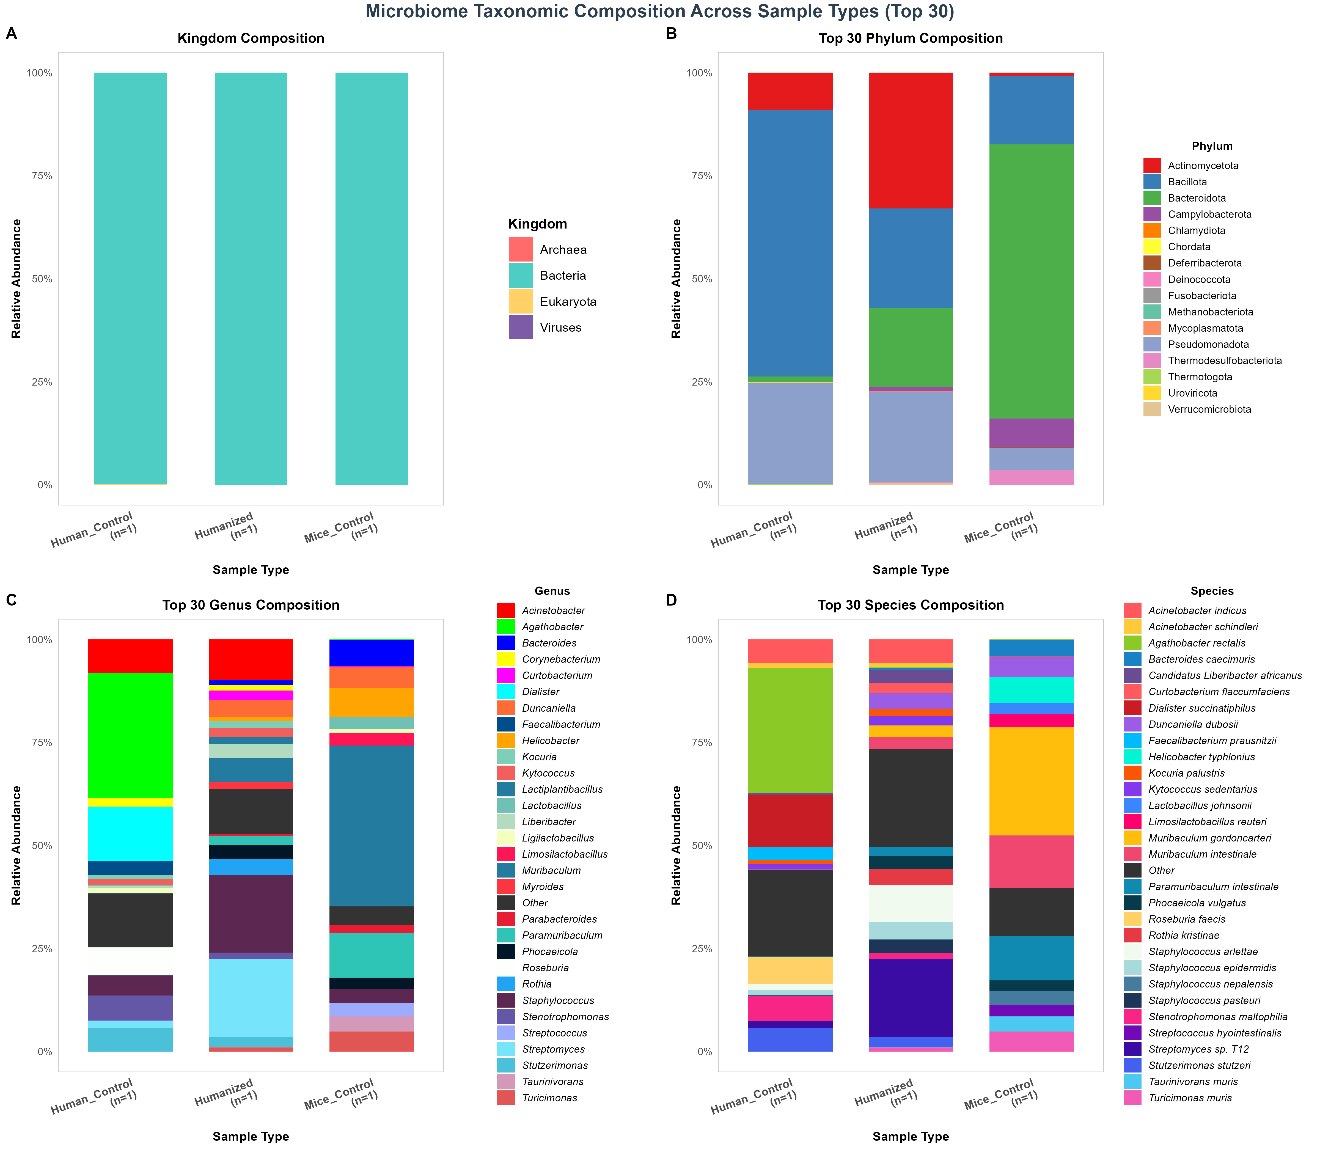 Microbiome Taxonomic Composition Across Sample Types (Top 30)
A
Kingdom Composition
100%
75%
50%
25%
0%
Relative Abundance
Human_Control
(n=1)
Humanized
(n=1)
Mice_Control
(n=1)
Sample Type
Kingdom
Archaea
Bacteria
Eukaryota
Viruses
B
Top 30 Phylum Composition
100%
75%
50%
25%
0%
Relative Abundance
Human_Control
(n=1)
Humanized
(n=1)
Mice_Control
(n=1)
Sample Type
Phylum
Actinomycetota
Bacillota
Bacteroidota
Campylobacterota
Chlamydiota
Chordata
Deferribacterota
Deinococcota
Fusobacteriota
Methanobacteriota
Mycoplasmatota
Pseudomonadota
Thermodesulfobacteriota
Thermotogota
Uroviricota
Verrucomicrobiota
C
Top 30 Genus Composition
100%
75%
50%
25%
0%
Relative Abundance
Human_Control
(n=1)
Humanized
(n=1)
Mice_Control
(n=1)
Sample Type
Genus
Acinetobacter
Agathobacter
Bacteroides
Corynebacterium
Curtobacterium
Dialister
Duncaniella
Faecalibacterium
Helicobacter
Kocuria
Kytococcus
Lactiplantibacillus
Lactobacillus
Liberibacter
Ligilactobacillus
Limosilactobacillus
Muribaculum
Myroides
Other
Parabacteroides
Paramuribaculum
Phocaeicola
Roseburia
Rothia
Staphylococcus
Stenotrophomonas
Streptococcus
Streptomyces
Stutzerimonas
Taurinivorans
Turicimonas
D
Top 30 Species Composition
100%
75%
50%
25%
0%
Relative Abundance
Human_Control
(n=1)
Humanized
(n=1)
Mice_Control
(n=1)
Sample Type
Species
Acinetobacter indicus
Acinetobacter schindleri
Agathobacter rectalis
Bacteroides caecimuris
Candidatus Liberibacter africanus
Curtobacterium flaccumfaciens
Dialister succinatiphilus
Duncaniella dubosii
Faecalibacterium prausnitzii
Helicobacter typhlonius
Kocuria palustris
Kytococcus sedentarius
Lactobacillus johnsonii
Limosilactobacillus reuteri
Muribaculum gordoncarteri
Muribaculum intestinale
Other
Paramuribaculum intestinale
Phocaeicola vulgatus
Roseburia faecis
Rothia kristinae
Staphylococcus arlettae
Staphylococcus epidermidis
Staphylococcus nepalensis
Staphylococcus pasteuri
Stenotrophomonas maltophilia
Streptococcus hyointestinalis
Streptomyces sp. T12
Stutzerimonas stutzeri
Taurinivorans muris
Turicimonas muris